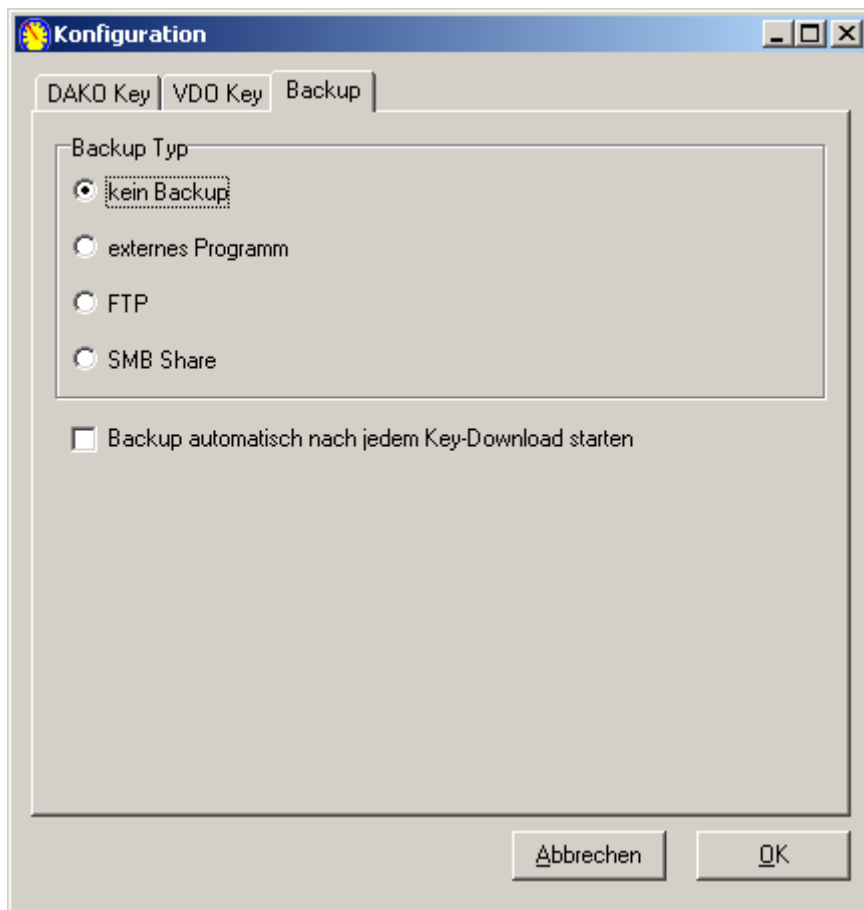 Konfiguration
DAKO Key VDO Key Backup
Backup Typ
kein Backup
externes Programm
FTP
SMB Share
Backup automatisch nach jedem Key-Download starten
Abbrechen OK